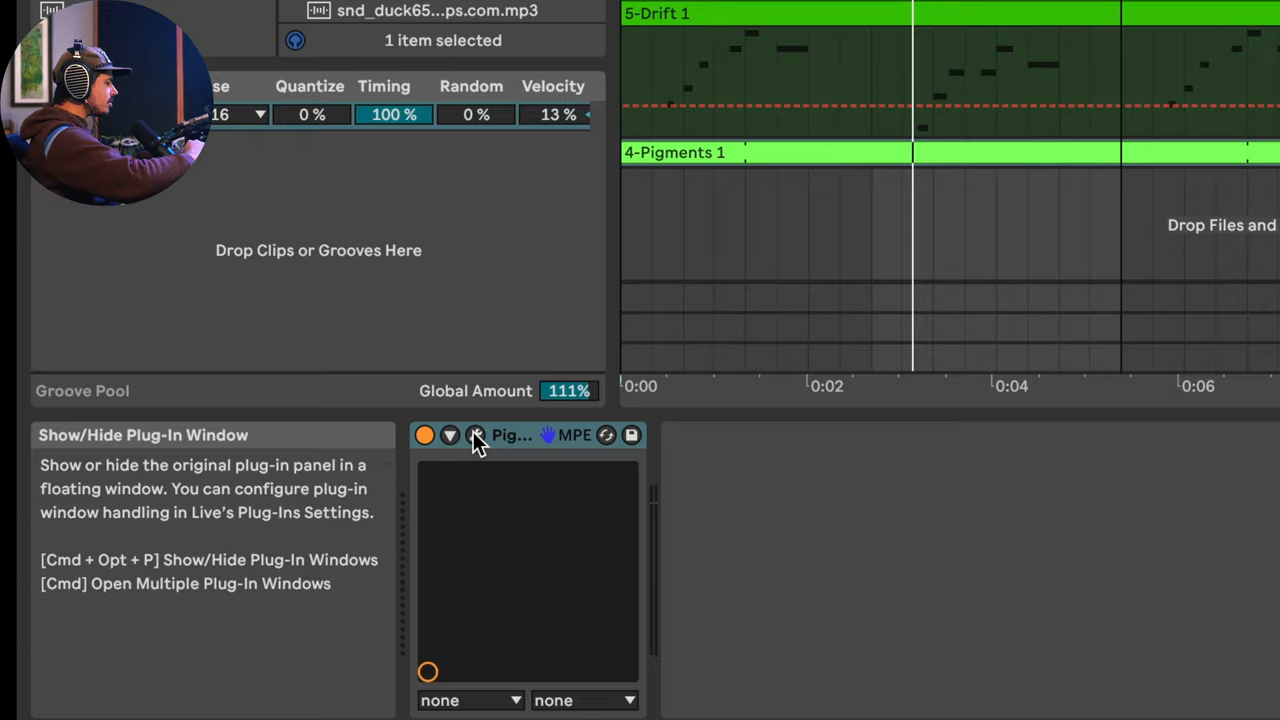 snd_duck65...ps.com.mp3
1 item selected
se Quantize Timing Random Velocity
16 0 % 100 % 0 % 13 %
Drop Clips or Grooves Here
Groove Pool Global Amount 111%
5-Drift 1
4-Pigments 1
Drop Files and
0:00 0:02 0:04 0:06
Show/Hide Plug-In Window
Show or hide the original plug-in panel in a
floating window. You can configure plug-in
window handling in Live's Plug-Ins Settings.
[Cmd + Opt + P] Show/Hide Plug-In Windows
[Cmd] Open Multiple Plug-In Windows
Pig... MPE
none none